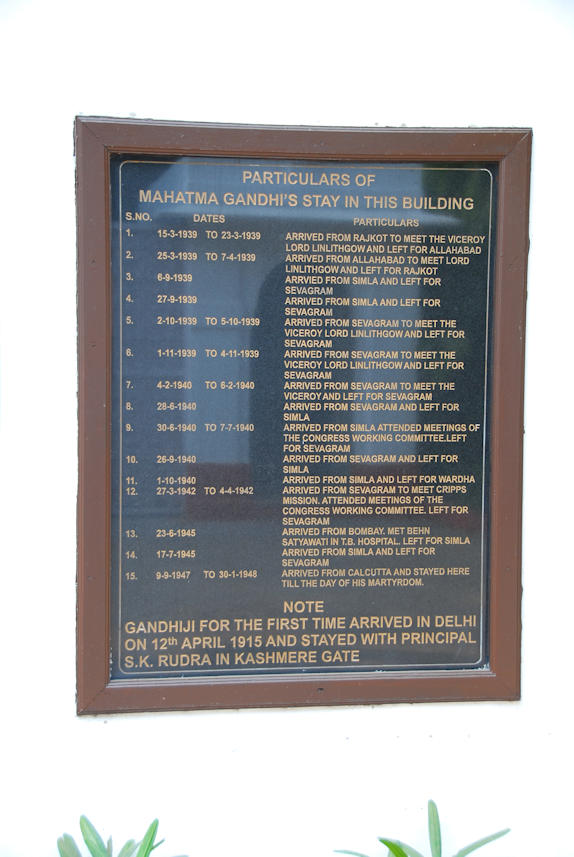 PARTICULARS OF
MAHATMA GANDHI'S STAY IN THIS BUILDING
S.NO. DATES PARTICULARS
1. 15-3-1939 TO 23-3-1939 ARRIVED FROM RAJKOT TO MEET THE VICEROY
LORD LINLITHGOW AND LEFT FOR ALLAHABAD
2. 25-3-1939 TO 7-4-1939 ARRIVED FROM ALLAHABAD TO MEET LORD
LINLITHGOW AND LEFT FOR RAJKOT
3. 6-9-1939 ARRVIED FROM SIMLA AND LEFT FOR
SEVAGRAM
4. 27-9-1939 ARRIVED FROM SIMLA AND LEFT FOR
SEVAGRAM
5. 2-10-1939 TO 5-10-1939 ARRIVED FROM SEVAGRAM TO MEET THE
VICEROY LORD LINLITHGOW AND LEFT FOR
SEVAGRAM
6. 1-11-1939 TO 4-11-1939 ARRIVED FROM SEVAGRAM TO MEET THE
VICEROY LORD LINLITHGOW AND LEFT FOR
SEVAGRAM
7. 4-2-1940 TO 6-2-1940 ARRIVED FROM SEVAGRAM TO MEET THE
VICEROY AND LEFT FOR SEVAGRAM
8. 28-6-1940 ARRIVED FROM SEVAGRAM AND LEFT FOR
SIMLA
9. 30-6-1940 TO 7-7-1940 ARRIVED FROM SIMLA ATTENDED MEETINGS OF
THE CONGRESS WORKING COMMITTEE.LEFT
FOR SEVAGRAM
10. 26-9-1940 ARRIVED FROM SEVAGRAM AND LEFT FOR
SIMLA
11. 1-10-1940 ARRIVED FROM SIMLA AND LEFT FOR WARDHA
12. 27-3-1942 TO 4-4-1942 ARRIVED FROM SEVAGRAM TO MEET CRIPPS
MISSION. ATTENDED MEETINGS OF THE
CONGRESS WORKING COMMITTEE. LEFT FOR
SEVAGRAM
13. 23-6-1945 ARRIVED FROM BOMBAY. MET BEHN
SATYAWATI IN T.B. HOSPITAL. LEFT FOR SIMLA
14. 17-7-1945 ARRIVED FROM SIMLA AND LEFT FOR
SEVAGRAM
15. 9-9-1947 TO 30-1-1948 ARRIVED FROM CALCUTTA AND STAYED HERE
TILL THE DAY OF HIS MARTYRDOM.
NOTE
GANDHIJI FOR THE FIRST TIME ARRIVED IN DELHI
ON 12th APRIL 1915 AND STAYED WITH PRINCIPAL
S.K. RUDRA IN KASHMERE GATE